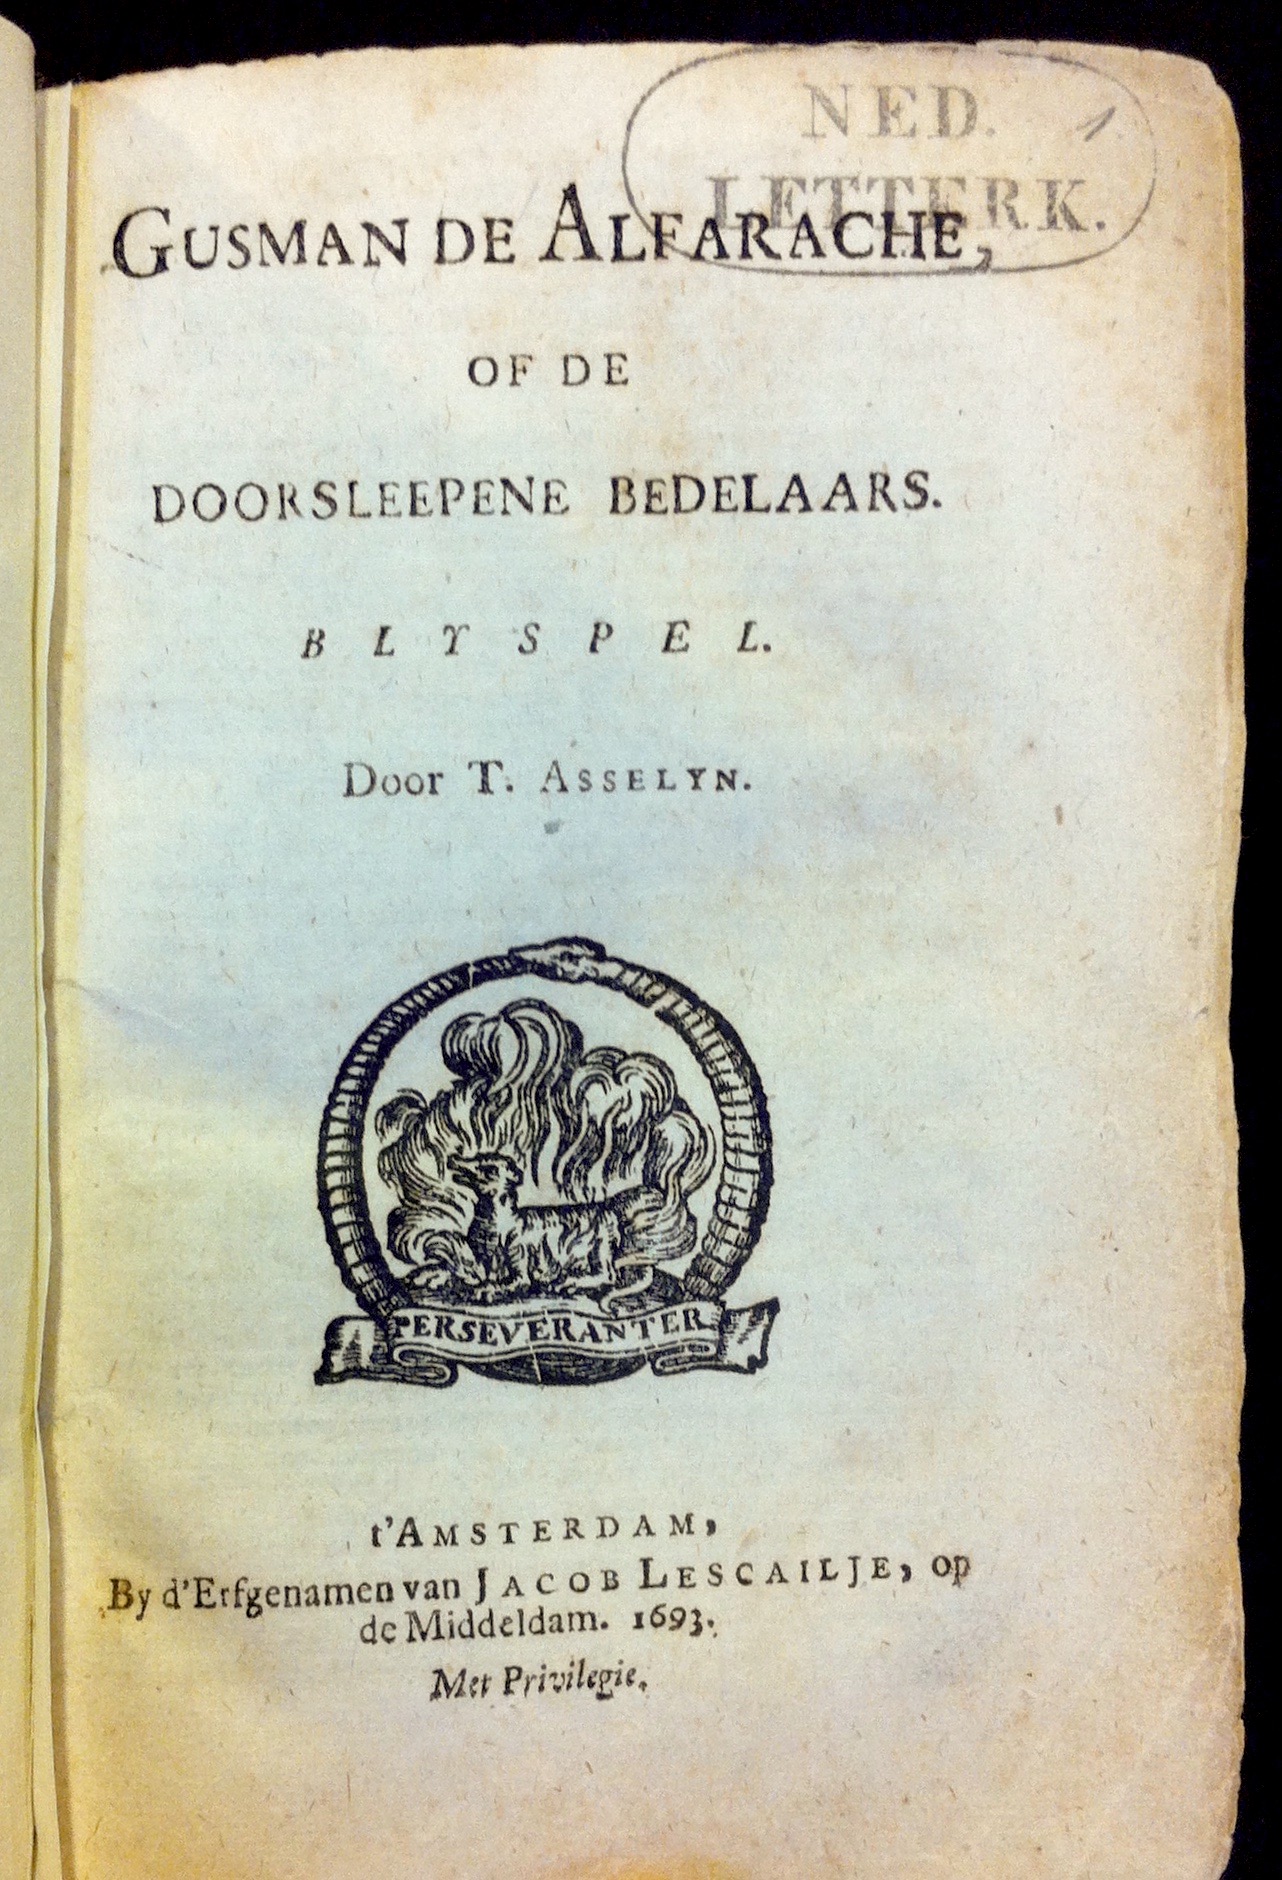 NED. 1.
LETTERK.
GUSMAN DE ALFARACHE,
OF DE
DOORSLEEPENE BEDELAARS.
BLYSPEL.
Door T. ASSELYN.
PERSEVERANTER
t'AMSTERDAM,
By d'Erfgenamen van JACOB LESCAILJE, op
de Middeldam. 1693.
Met Privilegie.